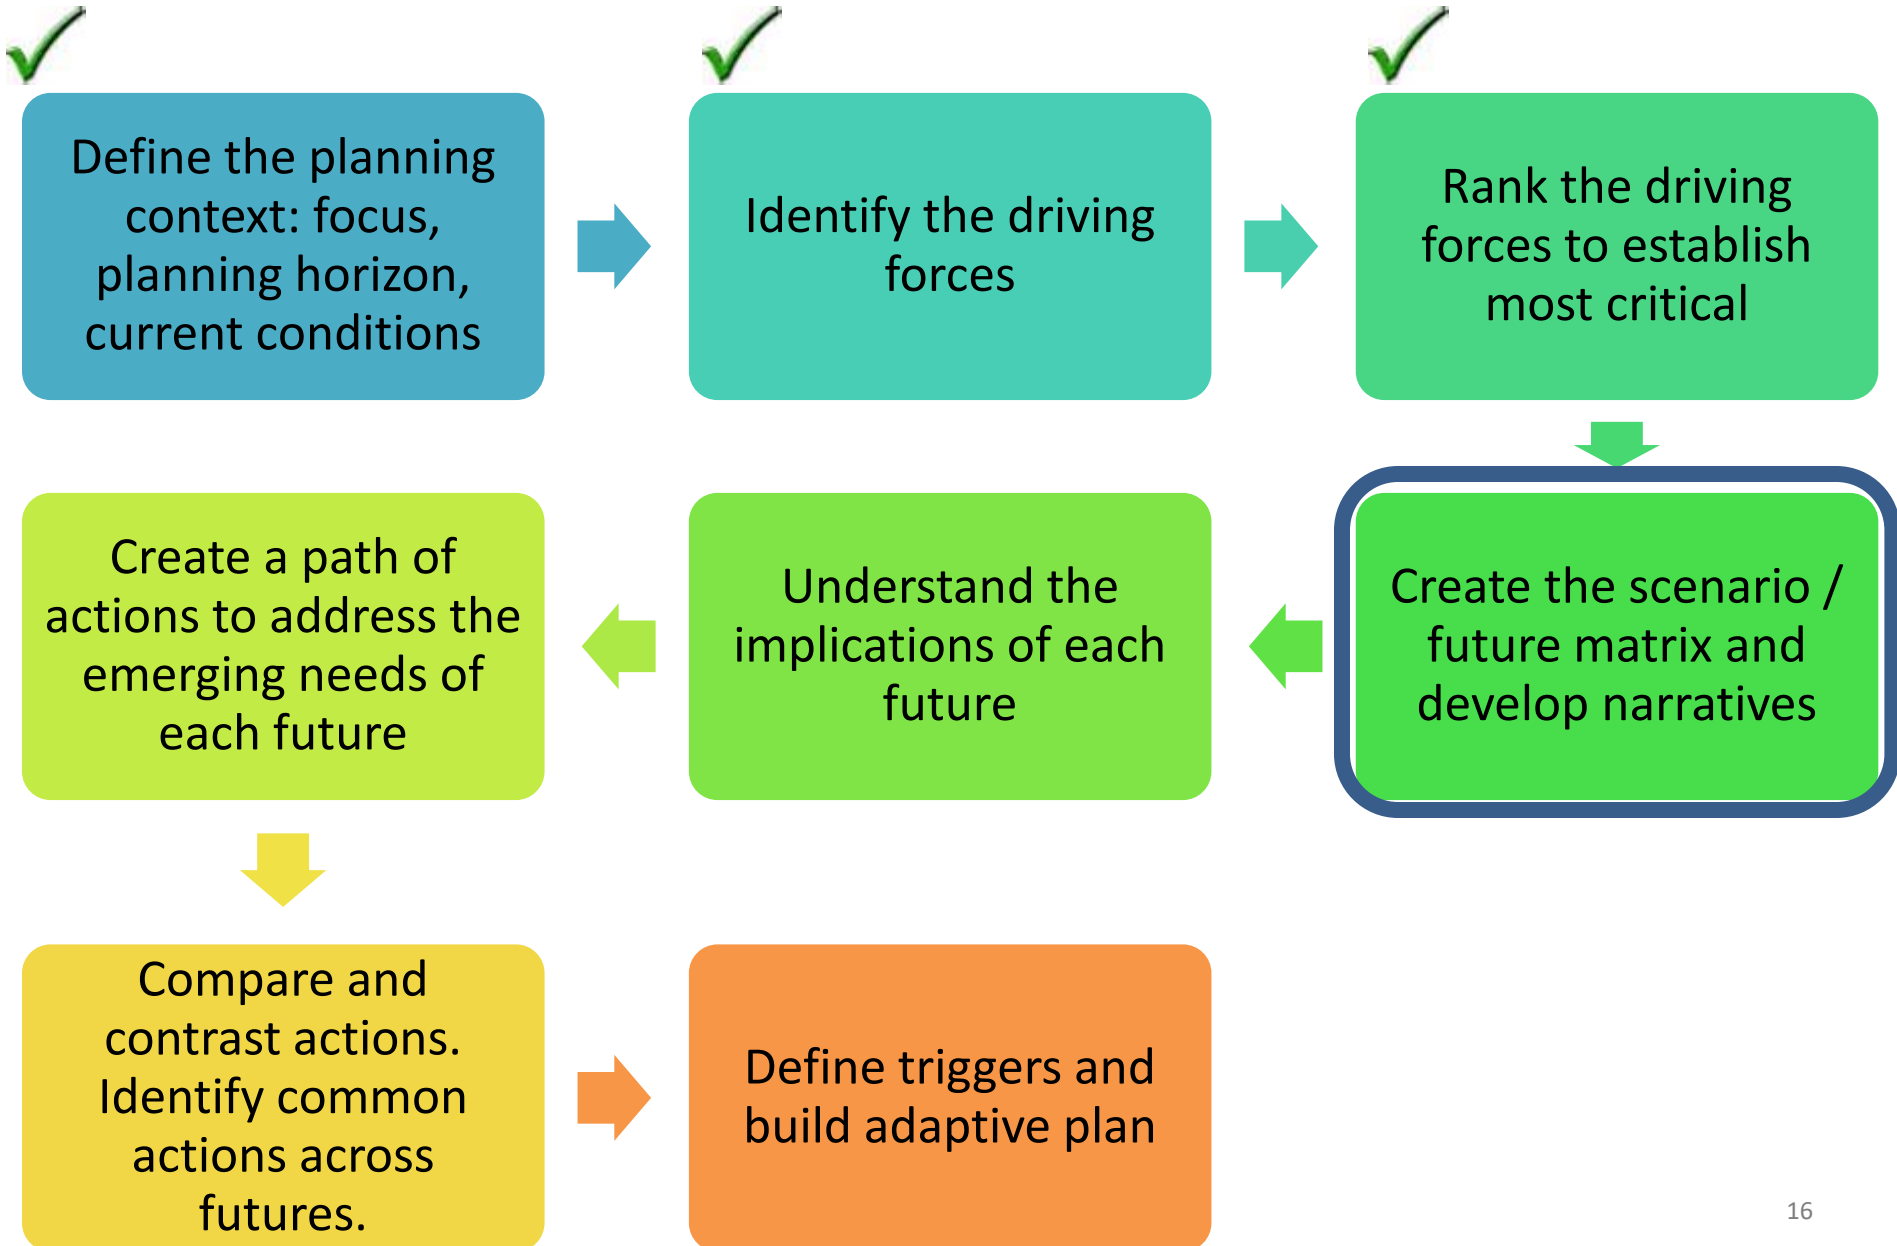 Define the planning
context: focus,
planning horizon,
current conditions
Identify the driving
forces
Rank the driving
forces to establish
most critical
Create the scenario /
future matrix and
develop narratives
Understand the
implications of each
future
Create a path of
actions to address the
emerging needs of
each future
Compare and
contrast actions.
Identify common
actions across
futures.
Define triggers and
build adaptive plan
16